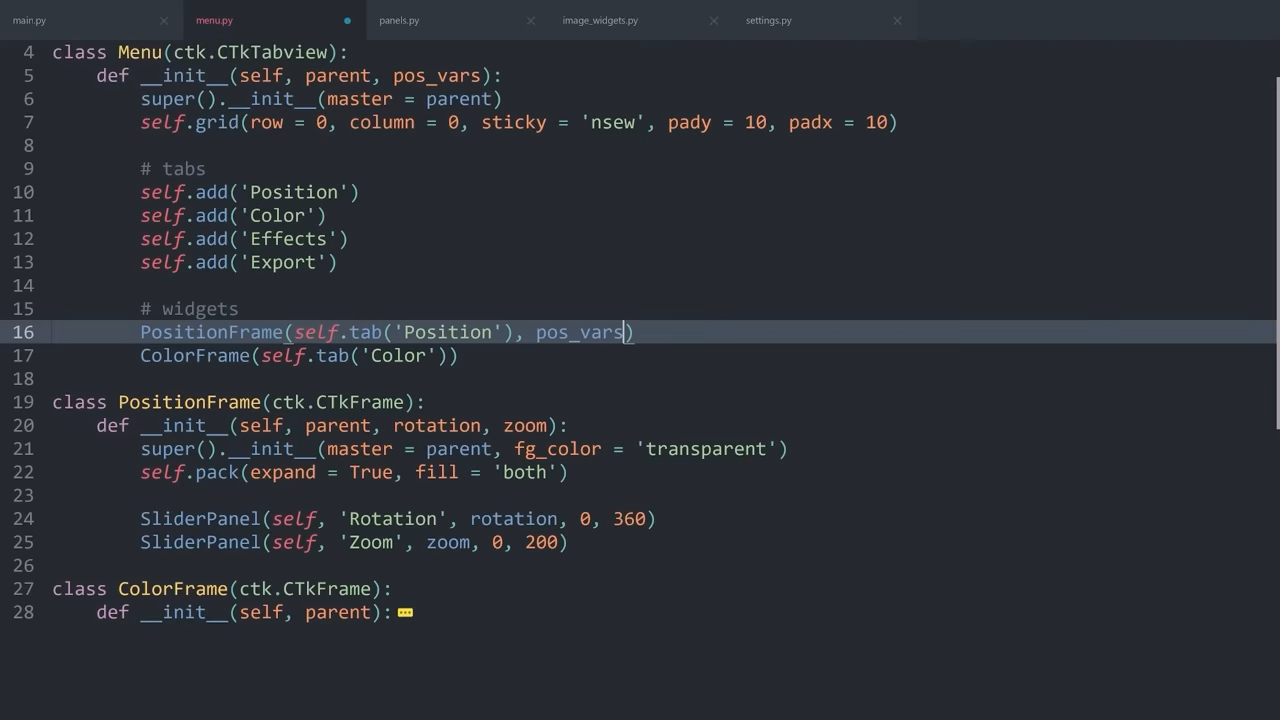 main.py menu.py panels.py image_widgets.py settings.py
4 class Menu(ctk.CTkTabview):
5     def __init__(self, parent, pos_vars):
6         super().__init__(master = parent)
7         self.grid(row = 0, column = 0, sticky = 'nsew', pady = 10, padx = 10)
8
9         # tabs
10         self.add('Position')
11         self.add('Color')
12         self.add('Effects')
13         self.add('Export')
14
15         # widgets
16         PositionFrame(self.tab('Position'), pos_vars)
17         ColorFrame(self.tab('Color'))
18
19 class PositionFrame(ctk.CTkFrame):
20     def __init__(self, parent, rotation, zoom):
21         super().__init__(master = parent, fg_color = 'transparent')
22         self.pack(expand = True, fill = 'both')
23
24         SliderPanel(self, 'Rotation', rotation, 0, 360)
25         SliderPanel(self, 'Zoom', zoom, 0, 200)
26
27 class ColorFrame(ctk.CTkFrame):
28     def __init__(self, parent):